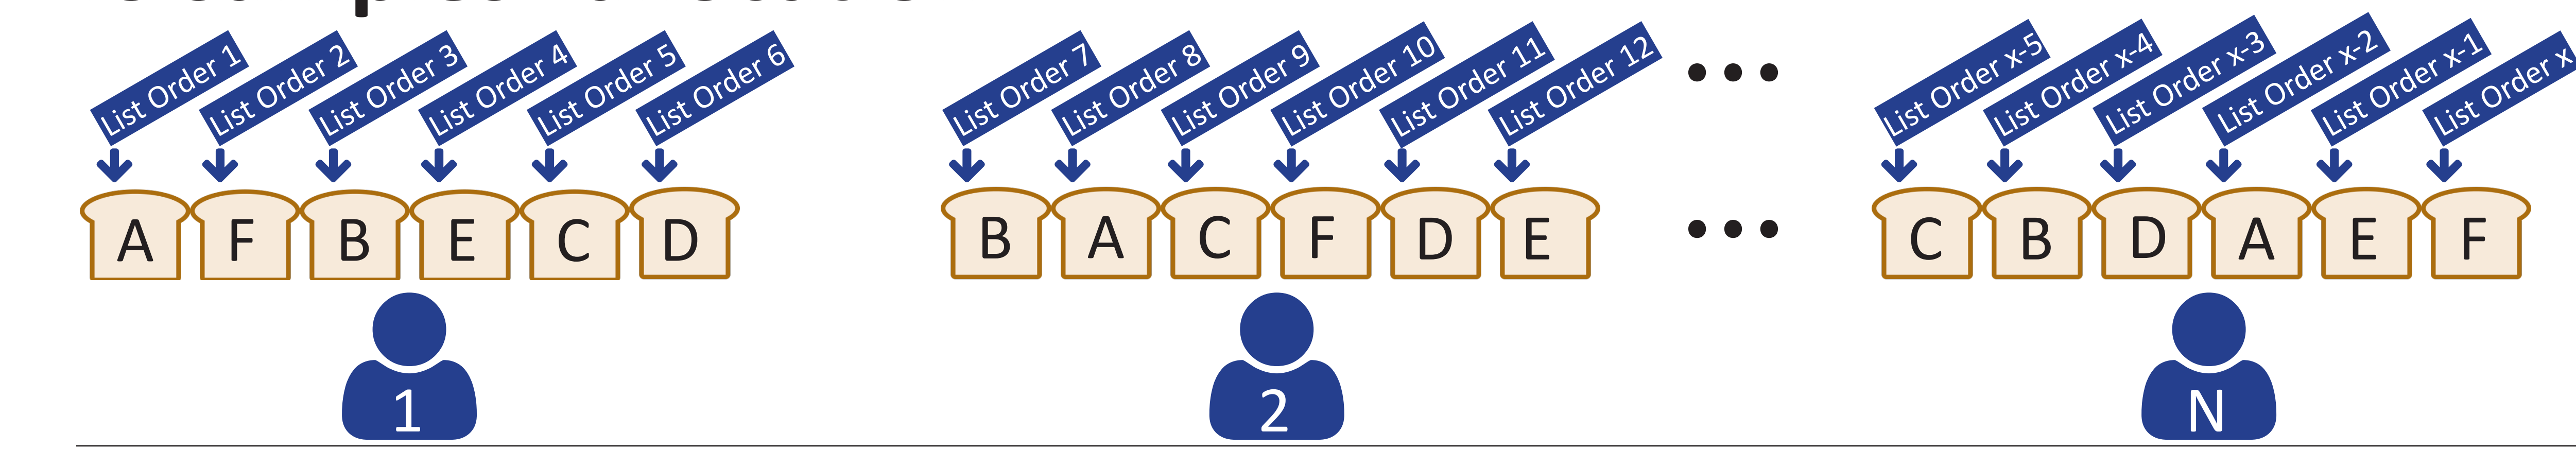 List Order 1
List Order 2
List Order 3
List Order 4
List Order 5
List Order 6
List Order 7
List Order 8
List Order 9
List Order 10
List Order 11
List Order 12
•••
List Order x-5
List Order x-4
List Order x-3
List Order x-2
List Order x-1
List Order x
A F B E C D
B A C F D E
•••
C B D A E F
1
2
N